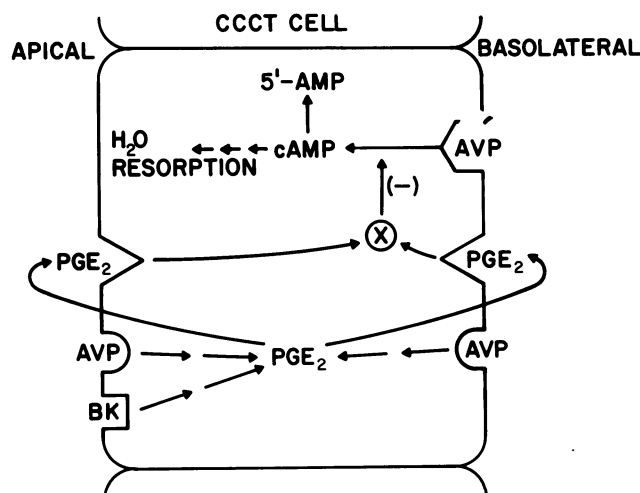 CCCT CELL
APICAL
BASOLATERAL
5'-AMP
H₂O
RESORPTION
cAMP
AVP
(-)
X
PGE₂
PGE₂
AVP
PGE₂
AVP
BK